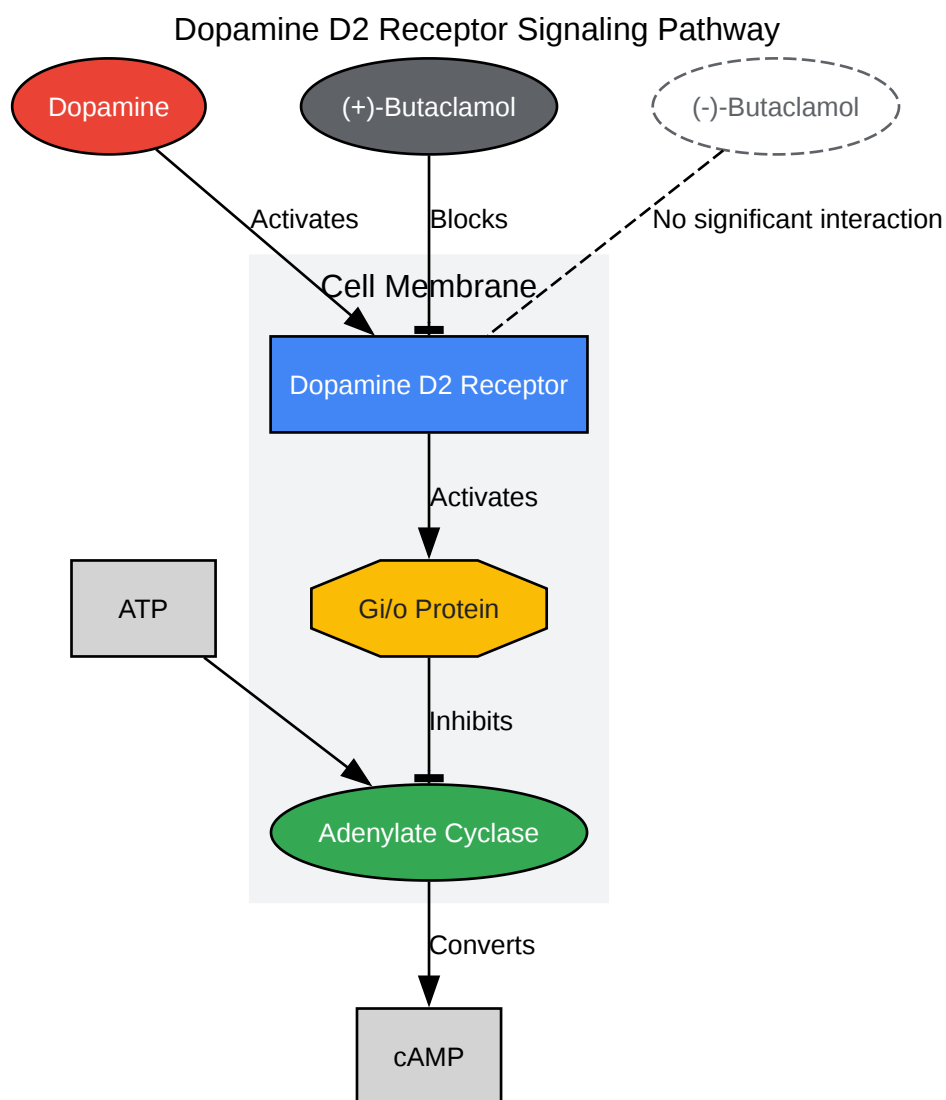 Dopamine D2 Receptor Signaling Pathway
Dopamine
(+)-Butaclamol
(-)-Butaclamol
Activates
Blocks
No significant interaction
Cell Membrane
Dopamine D2 Receptor
Activates
ATP
Gi/o Protein
Inhibits
Adenylate Cyclase
Converts
cAMP